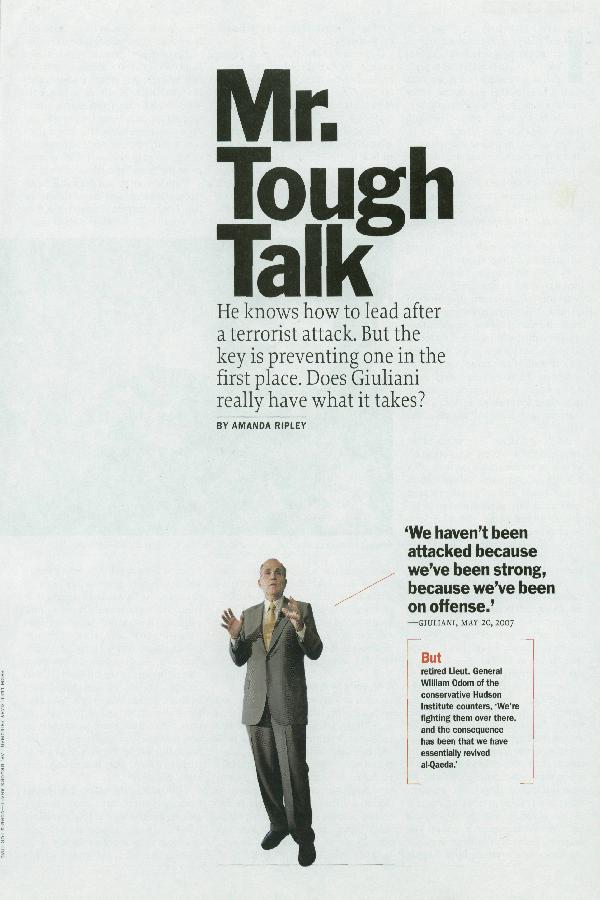 Mr.
Tough
Talk
He knows how to lead after
a terrorist attack. But the
key is preventing one in the
first place. Does Giuliani
really have what it takes?
BY AMANDA RIPLEY
‘We haven’t been
attacked because
we’ve been strong,
because we’ve been
on offense.’
—GIULIANI, MAY 20, 2007
But
retired Lieut. General
William Odom of the
conservative Hudson
Institute counters, ‘We’re
fighting them over there,
and the consequence
has been that we have
essentially revived
al-Qaeda.’